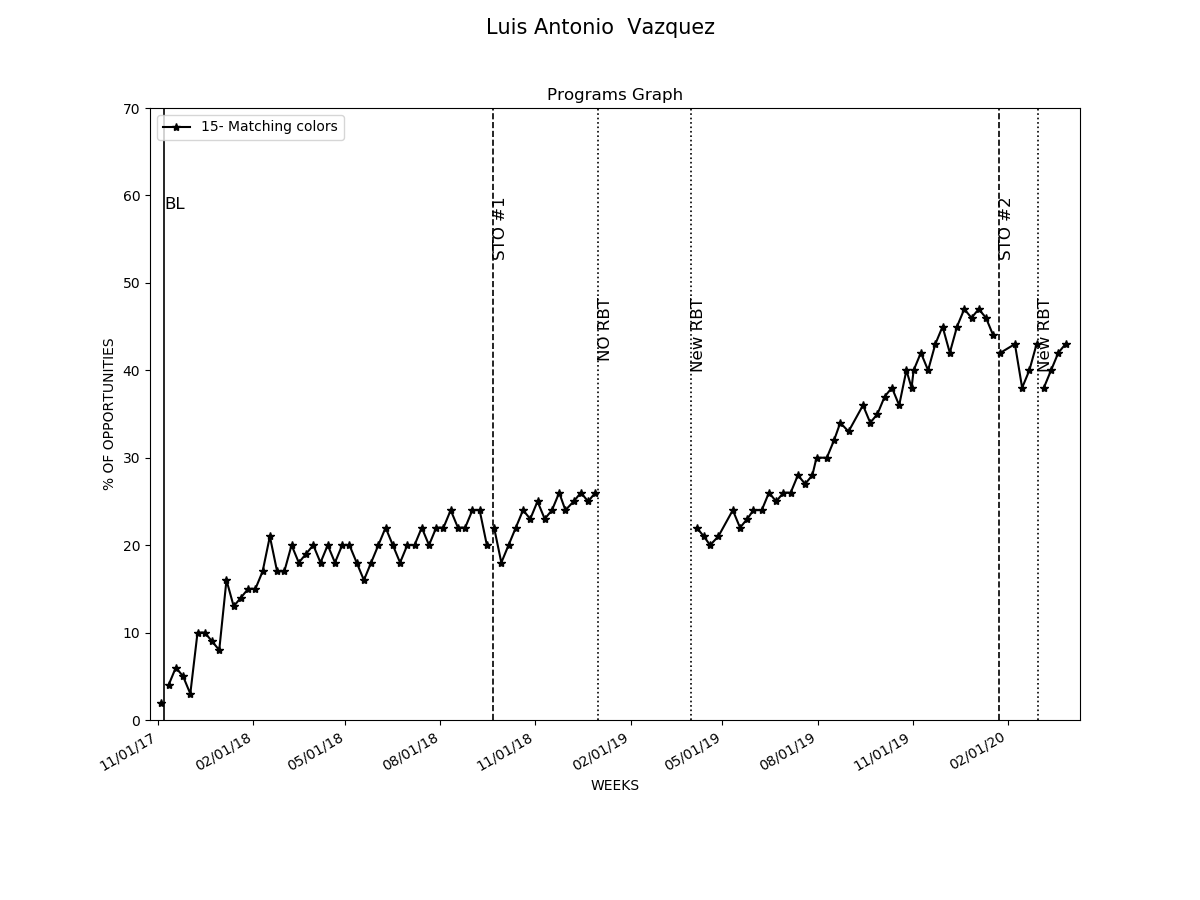 Luis Antonio  Vazquez
Programs Graph
15- Matching colors
70
60
50
40
30
20
10
0
% OF OPPORTUNITIES
BL
STO #1
NO RBT
New RBT
STO #2
New RBT
11/01/17
02/01/18
05/01/18
08/01/18
11/01/18
02/01/19
05/01/19
08/01/19
11/01/19
02/01/20
WEEKS